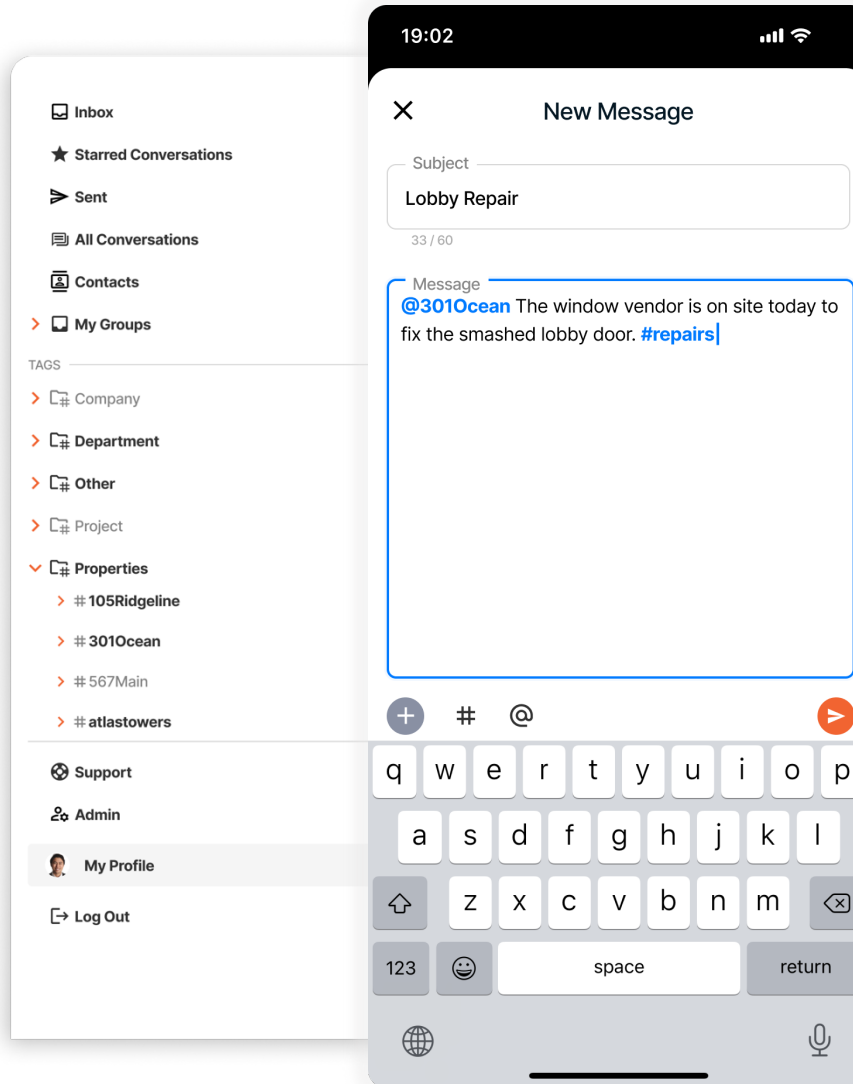 Inbox
Starred Conversations
Sent
All Conversations
Contacts
My Groups
TAGS
Company
Department
Other
Project
Properties
#105Ridgeline
#301Ocean
#567Main
#atlastowers
Support
Admin
My Profile
Log Out
19:02
New Message
Subject
Lobby Repair
33 / 60
Message
@301Ocean The window vendor is on site today to
fix the smashed lobby door. #repairs
# @
q w e r t y u i o p
a s d f g h j k l
z x c v b n m
123 space return